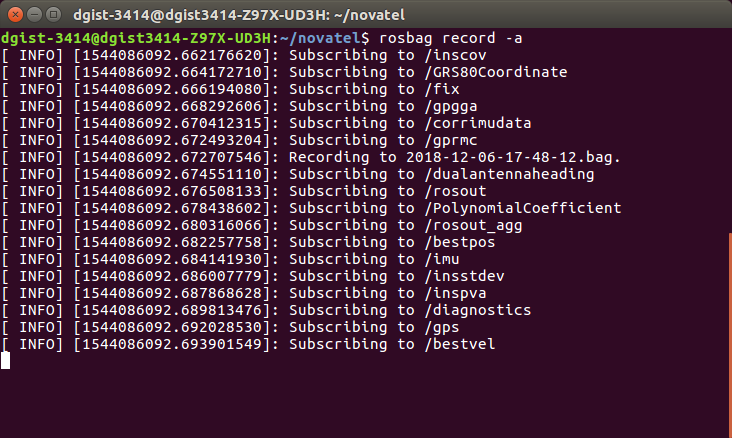 dgist-3414@dgist3414-Z97X-UD3H: ~/novatel
dgist-3414@dgist3414-Z97X-UD3H:~/novatel$ rosbag record -a
[ INFO] [1544086092.662176620]: Subscribing to /inscov
[ INFO] [1544086092.664172710]: Subscribing to /GRS80Coordinate
[ INFO] [1544086092.666194080]: Subscribing to /fix
[ INFO] [1544086092.668292606]: Subscribing to /gpgga
[ INFO] [1544086092.670412315]: Subscribing to /corrimudata
[ INFO] [1544086092.672493204]: Subscribing to /gprmc
[ INFO] [1544086092.672707546]: Recording to 2018-12-06-17-48-12.bag.
[ INFO] [1544086092.674551110]: Subscribing to /dualantennaheading
[ INFO] [1544086092.676508133]: Subscribing to /rosout
[ INFO] [1544086092.678438602]: Subscribing to /PolynomialCoefficient
[ INFO] [1544086092.680316066]: Subscribing to /rosout_agg
[ INFO] [1544086092.682257758]: Subscribing to /bestpos
[ INFO] [1544086092.684141930]: Subscribing to /imu
[ INFO] [1544086092.686007779]: Subscribing to /insstdev
[ INFO] [1544086092.687868628]: Subscribing to /inspva
[ INFO] [1544086092.689813476]: Subscribing to /diagnostics
[ INFO] [1544086092.692028530]: Subscribing to /gps
[ INFO] [1544086092.693901549]: Subscribing to /bestvel